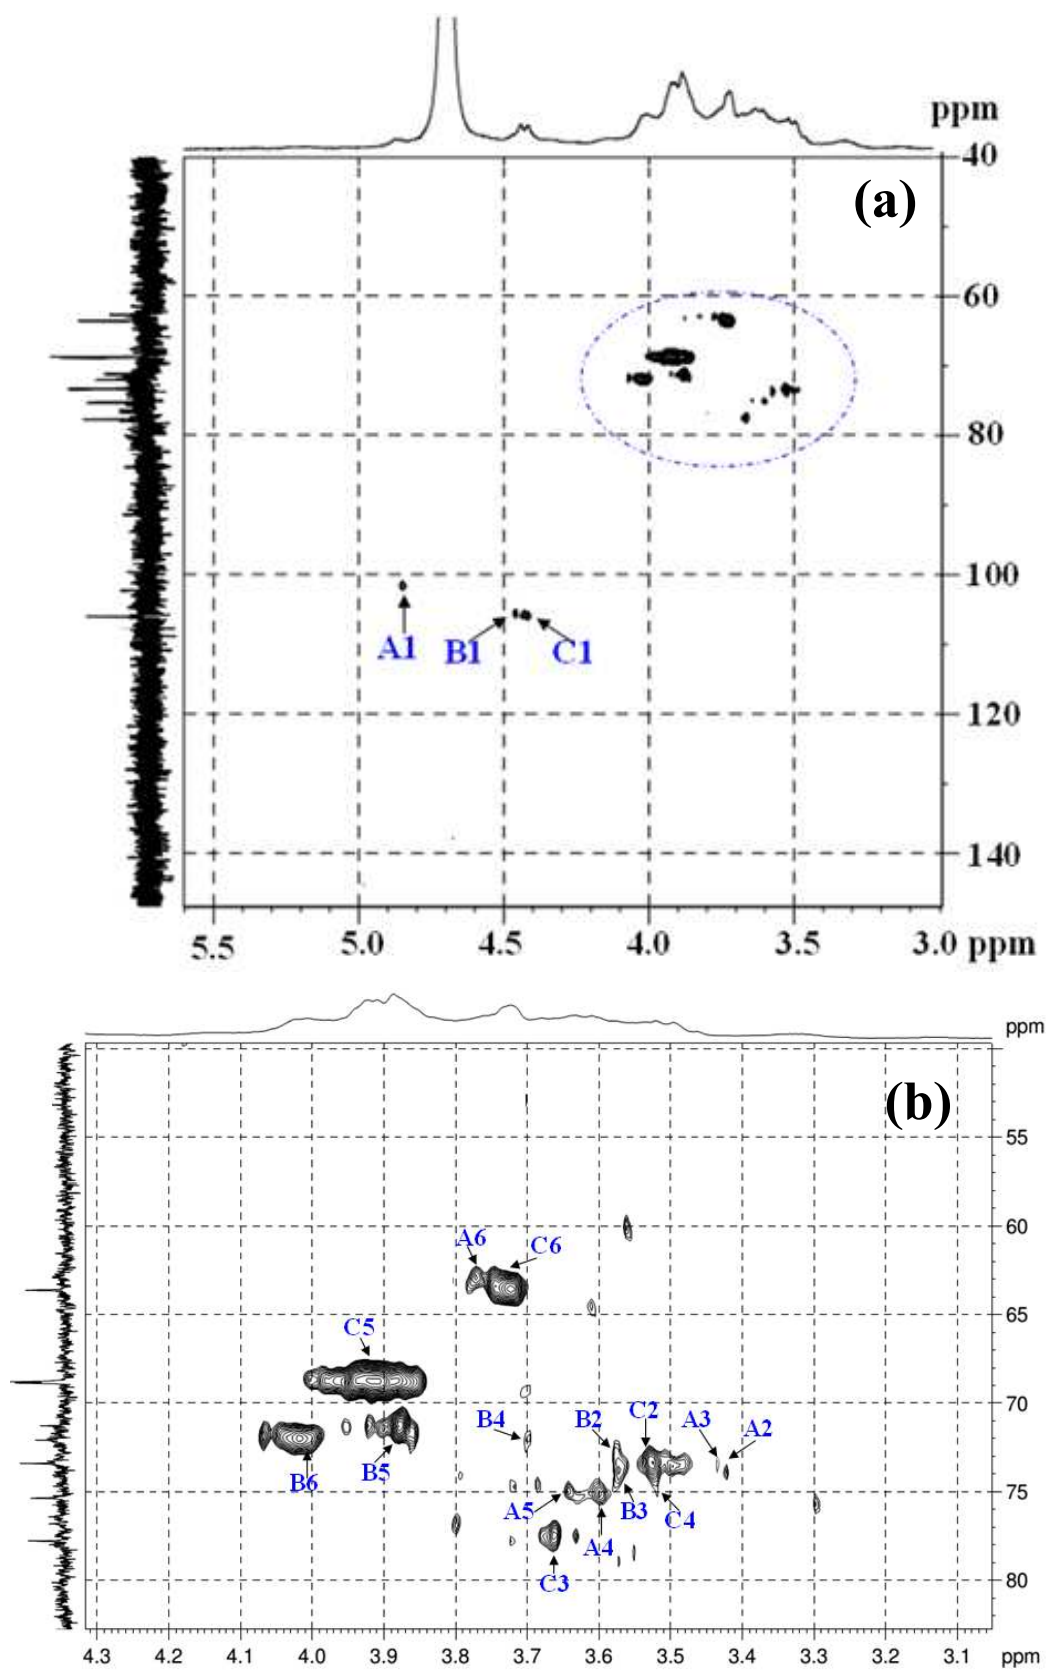 ppm
40
(a)
60
80
100
A1 B1 C1
120
140
5.5 5.0 4.5 4.0 3.5 3.0 ppm
ppm
(b)
55
60
A6 C6
65
C5
70
B4 B2 C2 A3 A2
B6 B5
75
A5 B3 C4
A4
C3
80
4.3 4.2 4.1 4.0 3.9 3.8 3.7 3.6 3.5 3.4 3.3 3.2 3.1 ppm